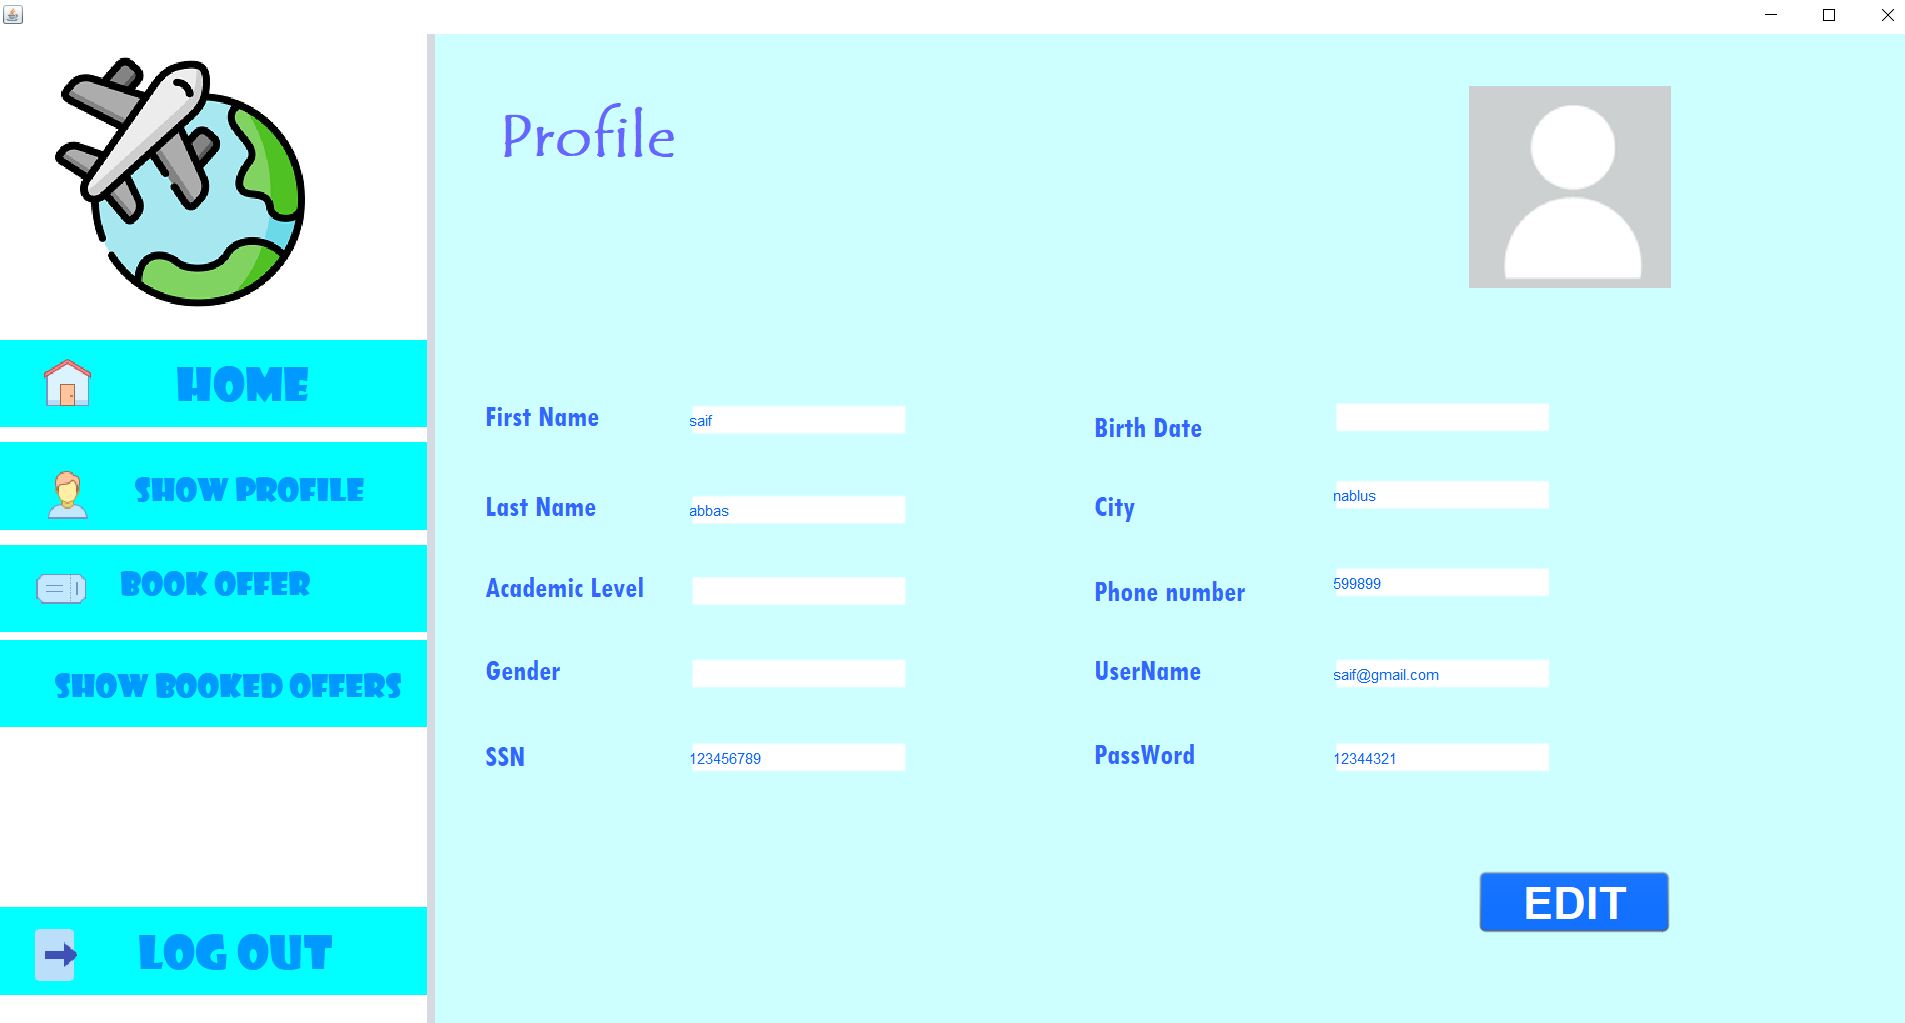 Profile
HOME
SHOW PROFILE
BOOK OFFER
SHOW BOOKED OFFERS
LOG OUT
First Name saif
Birth Date
Last Name abbas
City nablus
Academic Level
Phone number 599899
Gender
UserName saif@gmail.com
SSN 123456789
PassWord 12344321
EDIT